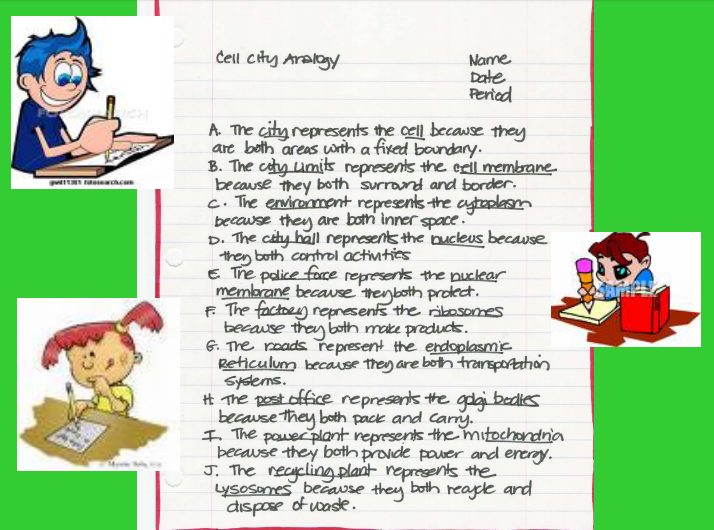 Cell City Analogy
Name
Date
Period
A. The city represents the cell because they
are both areas with a fixed boundary.
B. The city limits represents the cell membrane
because they both surround and border.
C. The environment represents the cytoplasm
because they are both inner space.
D. The city hall represents the nucleus because
they both control activities
E. The police force represents the nuclear
membrane because they both protect.
F. The factory represents the ribosomes
because they both make products.
G. The roads represent the endoplasmic
Reticulum because they are both transportation
systems.
H The post office represents the golgi bodies
because they both pack and carry.
I. The power plant represents the mitochondria
because they both provide power and energy.
J. The recycling plant represents the
Lysosomes because they both recycle and
dispose of waste.
gwd11301 fotosearch.com
SAMPLE